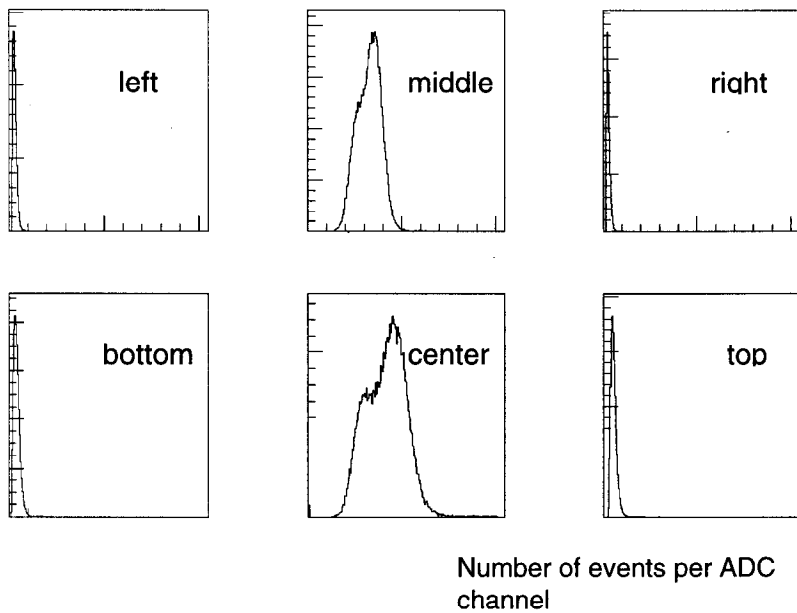 left
middle
right
bottom
center
top
Number of events per ADC
channel